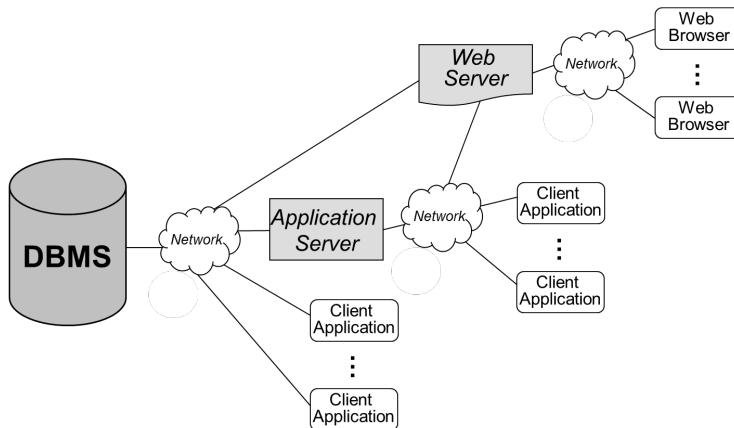 Web
Browser
Web
Server
Network
Web
Browser
DBMS
Network
Application
Server
Network
Client
Application
Client
Application
Client
Application
Client
Application